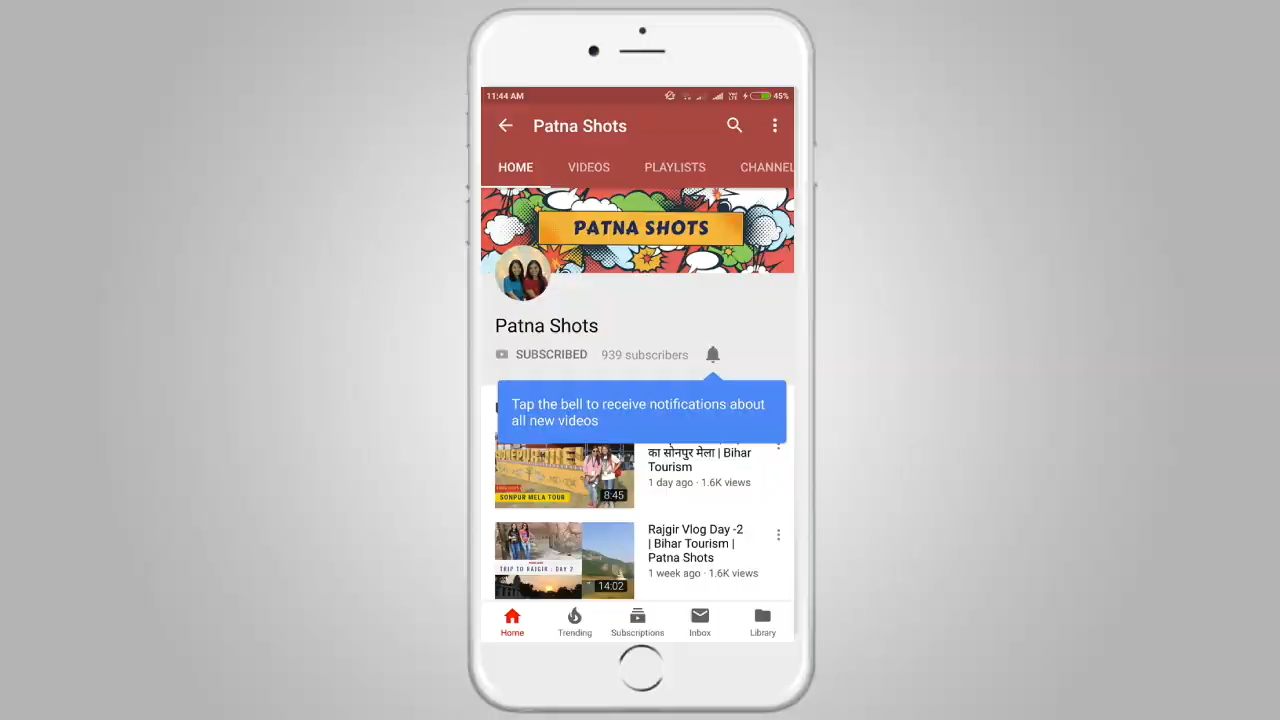 11:44 AM
45%
Patna Shots
HOME VIDEOS PLAYLISTS CHANNEL
PATNA SHOTS
Patna Shots
SUBSCRIBED 939 subscribers
Tap the bell to receive notifications about
all new videos
का सोनपुर मेला | Bihar
Tourism
1 day ago · 1.6K views
SONPUR MELA TOUR
8:45
Rajgir Vlog Day -2
| Bihar Tourism |
Patna Shots
1 week ago · 1.6K views
TRIP TO RAJGIR : DAY 2
14:02
Home Trending Subscriptions Inbox Library